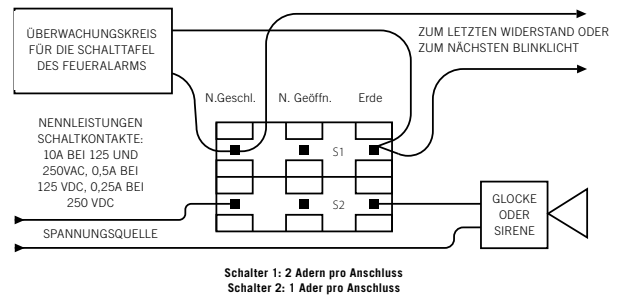 ÜBERWACHUNGSKREIS
FÜR DIE SCHALTTAFEL
DES FEUERALARMS
ZUM LETZTEN WIDERSTAND ODER
ZUM NÄCHSTEN BLINKLICHT
N.Geschl.
N. Geöffn.
Erde
NENNLEISTUNGEN
SCHALTKONTAKTE:
10A BEI 125 UND
250VAC, 0,5A BEI
125 VDC, 0,25A BEI
250 VDC
S1
S2
SPANNUNGSQUELLE
GLOCKE
ODER
SIRENE
Schalter 1: 2 Adern pro Anschluss
Schalter 2: 1 Ader pro Anschluss